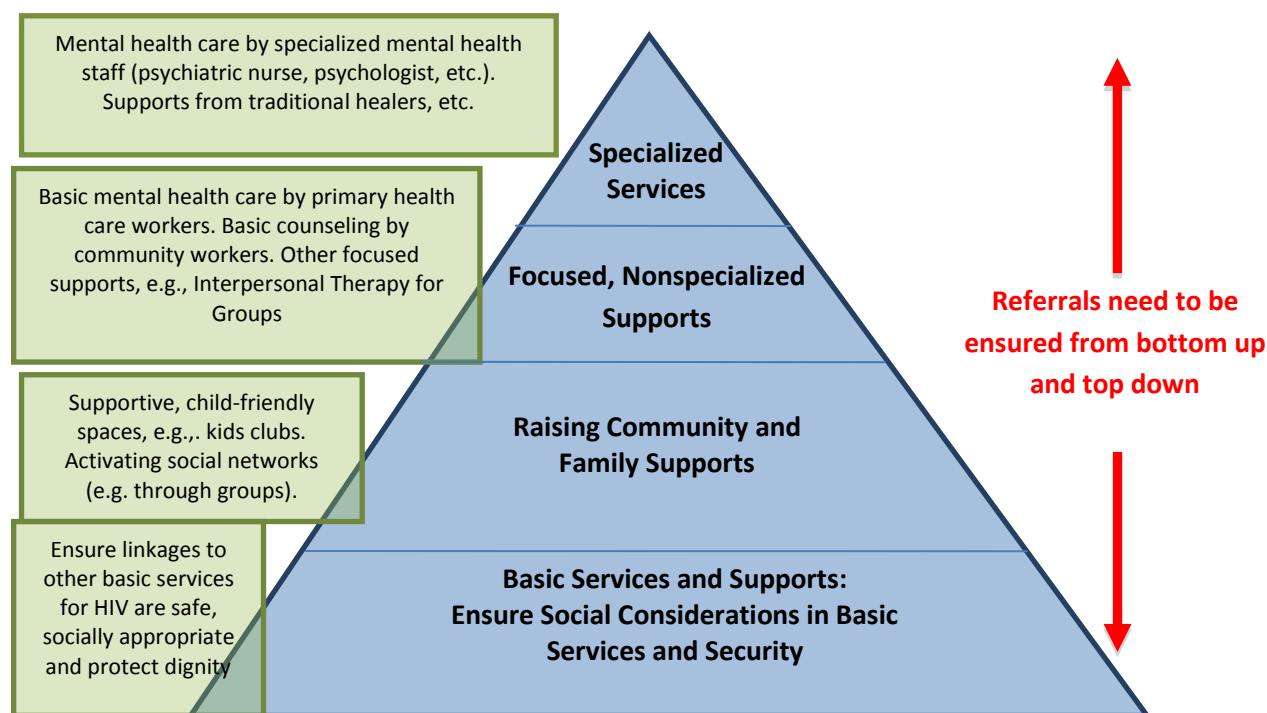 Mental health care by specialized mental health
staff (psychiatric nurse, psychologist, etc.).
Supports from traditional healers, etc.
Specialized
Services
Basic mental health care by primary health
care workers. Basic counseling by
community workers. Other focused
supports, e.g., Interpersonal Therapy for
Groups
Focused, Nonspecialized
Supports
Referrals need to be
ensured from bottom up
and top down
Supportive, child-friendly
spaces, e.g.,. kids clubs.
Activating social networks
(e.g. through groups).
Raising Community and
Family Supports
Ensure linkages to
other basic services
for HIV are safe,
socially appropriate
and protect dignity
Basic Services and Supports:
Ensure Social Considerations in Basic
Services and Security